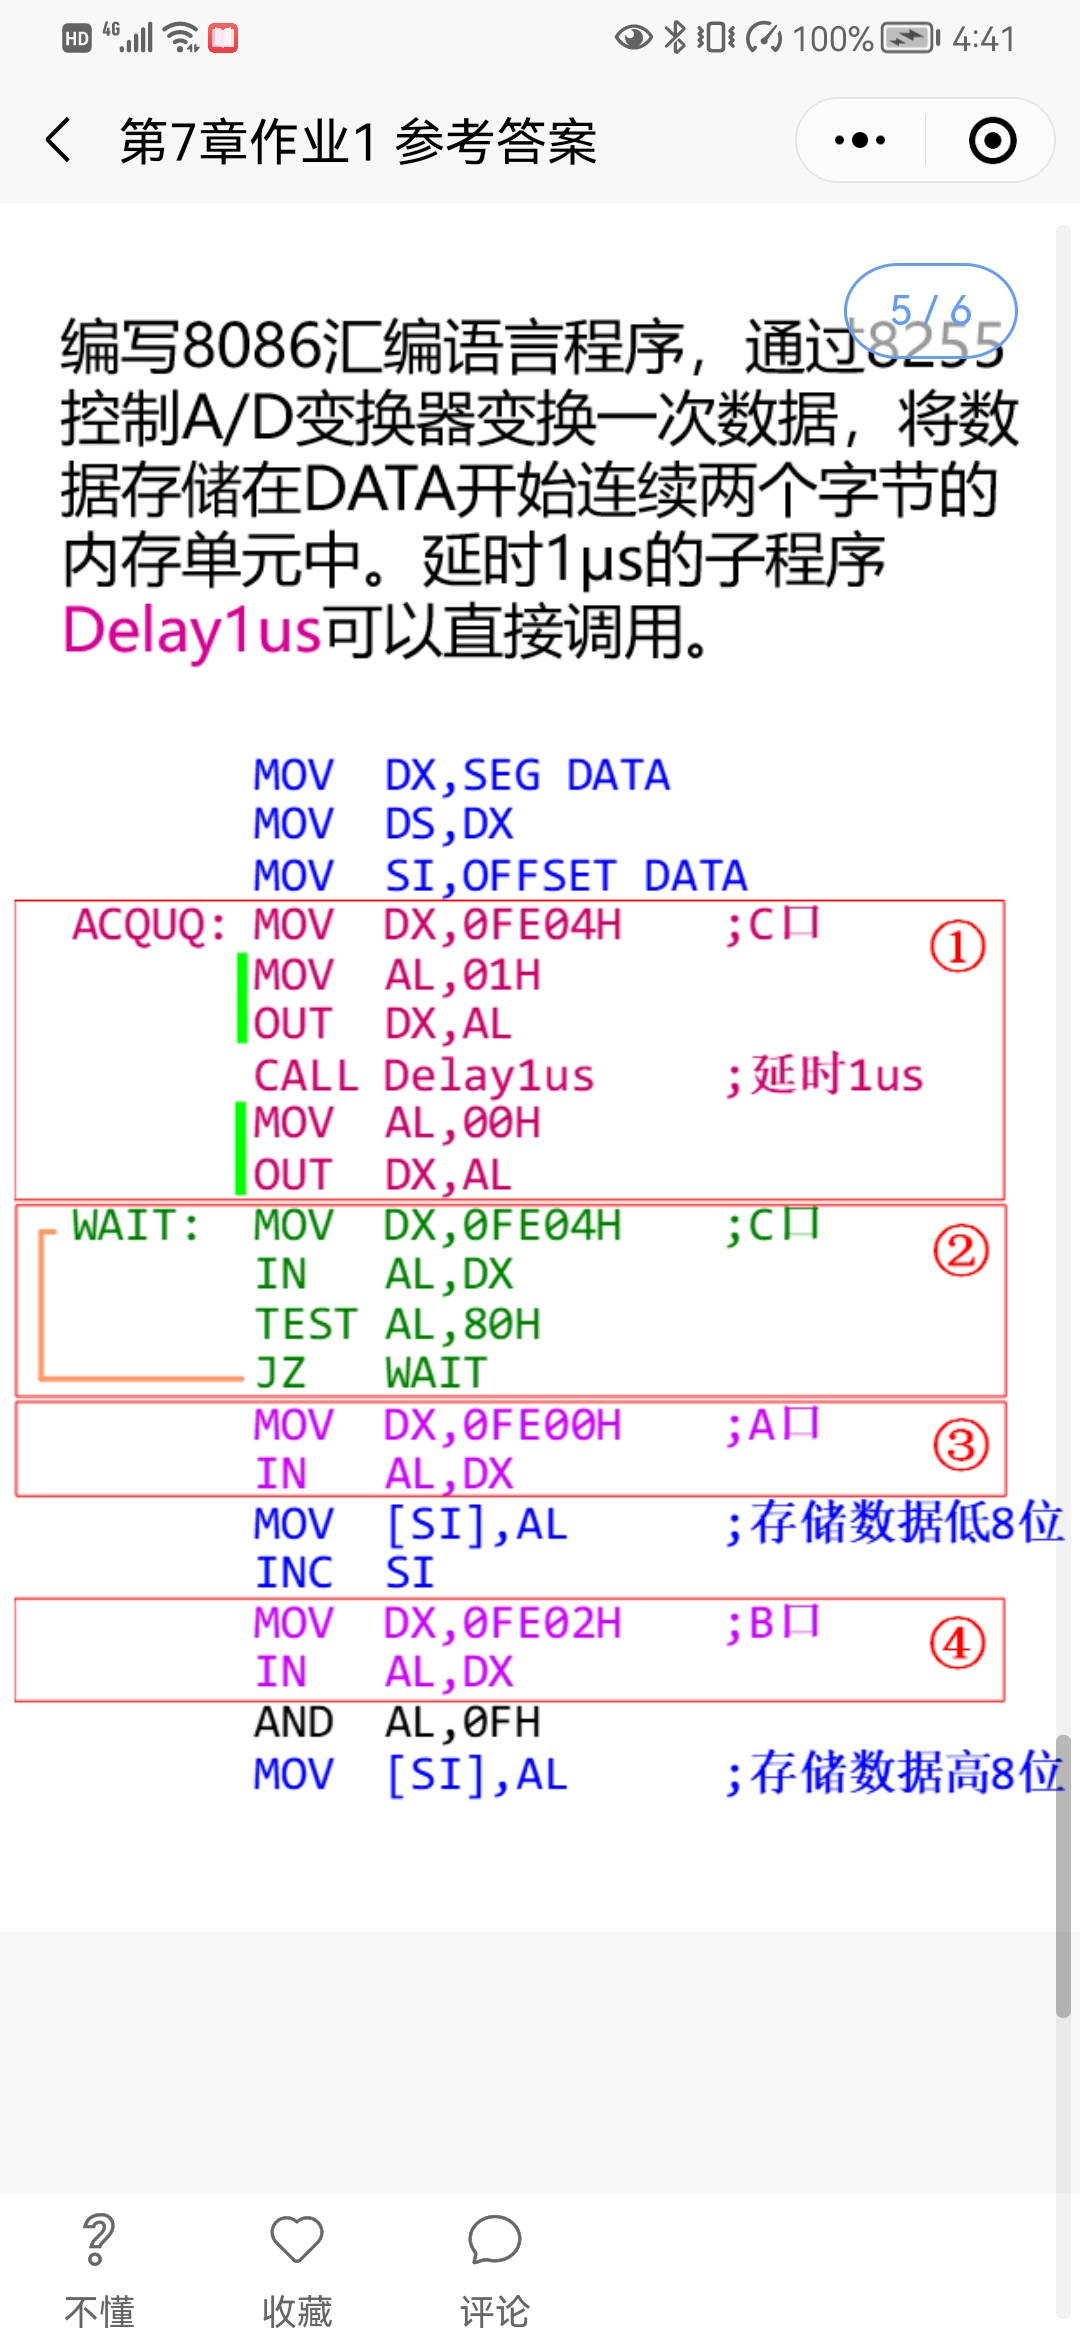 HD 4G 100% 4:41
第7章作业1 参考答案
5 / 6
编写8086汇编语言程序，通过8255
控制A/D变换器变换一次数据，将数
据存储在DATA开始连续两个字节的
内存单元中。延时1μs的子程序
Delay1us可以直接调用。
MOV DX,SEG DATA
MOV DS,DX
MOV SI,OFFSET DATA
ACQUQ: MOV DX,0FE04H ;C口 ①
MOV AL,01H
OUT DX,AL
CALL Delay1us ;延时1us
MOV AL,00H
OUT DX,AL
WAIT: MOV DX,0FE04H ;C口 ②
IN AL,DX
TEST AL,80H
JZ WAIT
MOV DX,0FE00H ;A口 ③
IN AL,DX
MOV [SI],AL ;存储数据低8位
INC SI
MOV DX,0FE02H ;B口 ④
IN AL,DX
AND AL,0FH
MOV [SI],AL ;存储数据高8位
不懂 收藏 评论